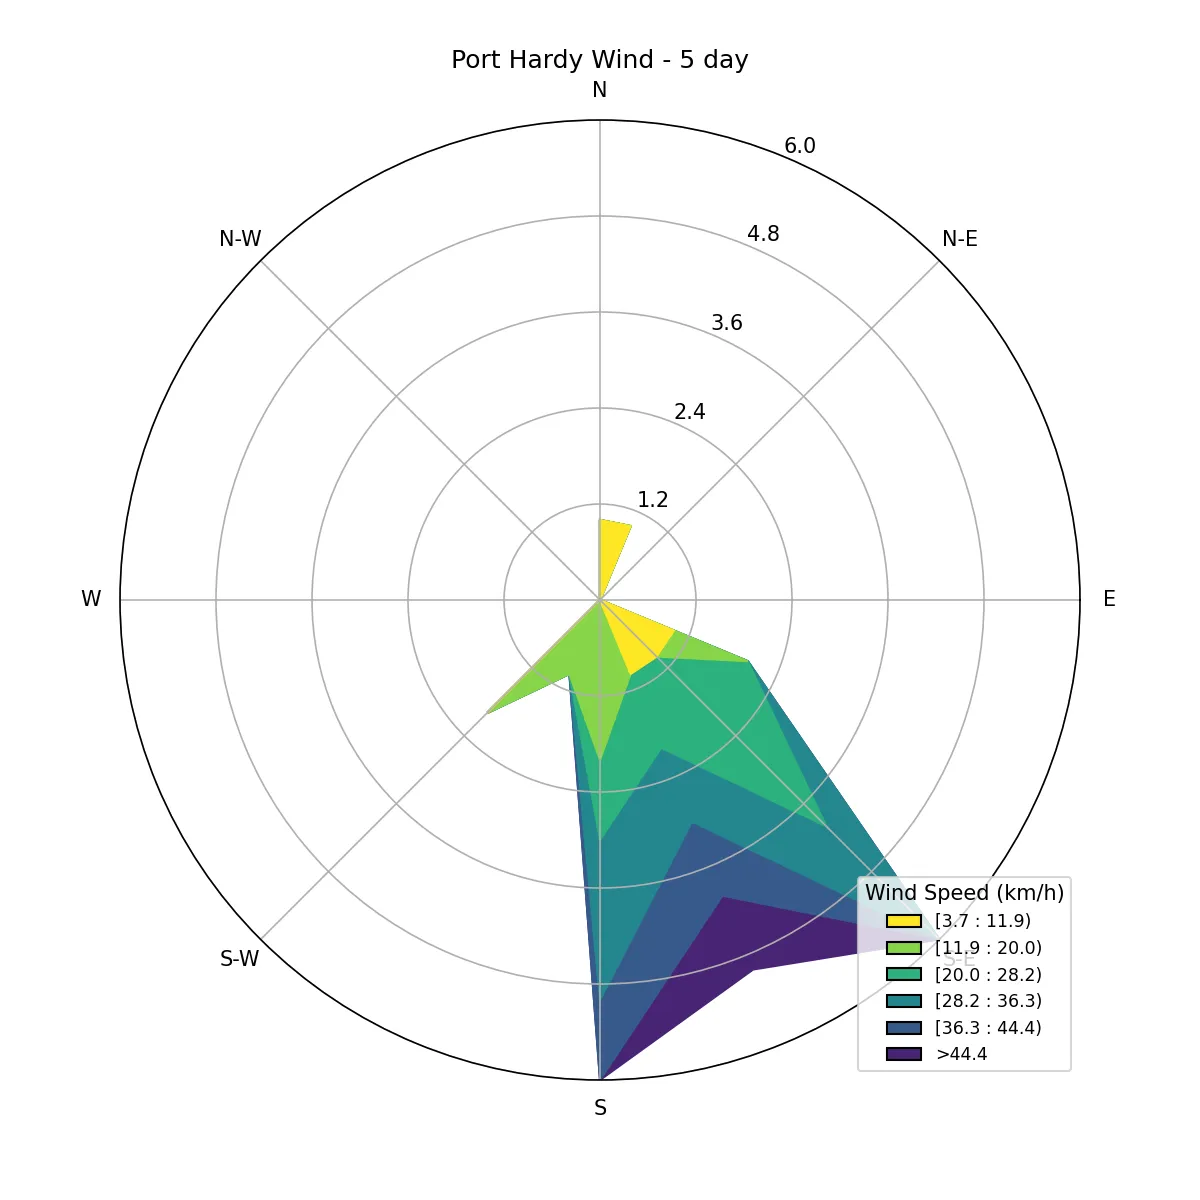 Port Hardy Wind - 5 day
N
6.0
4.8
N-W
N-E
3.6
2.4
1.2
W
E
Wind Speed (km/h)
[3.7 : 11.9)
[11.9 : 20.0)
S-W
S-E
[20.0 : 28.2)
[28.2 : 36.3)
[36.3 : 44.4)
>44.4
S